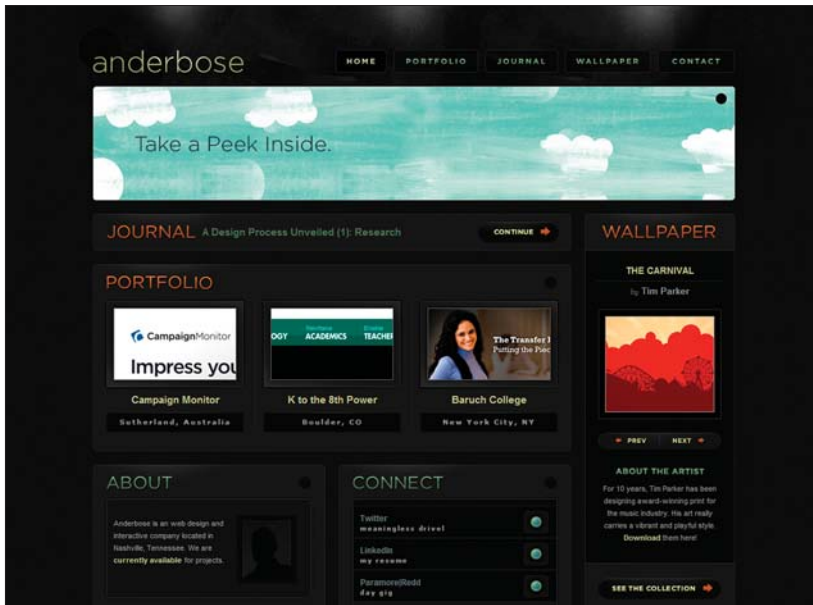 anderbose
HOME PORTFOLIO JOURNAL WALLPAPER CONTACT
Take a Peek Inside.
JOURNAL A Design Process Unveiled (1): Research CONTINUE
PORTFOLIO
CampaignMonitor
Impress you
Campaign Monitor
Sutherland, Australia
OGY ACADEMICS TEACHER
K to the 8th Power
Boulder, CO
The Transfer
Putting the Piec
Baruch College
New York City, NY
ABOUT
Anderbose is an web design and
interactive company located in
Nashville, Tennessee. We are
currently available for projects.
CONNECT
Twitter
meaningless drivel
LinkedIn
my resume
Paramore|Redd
day gig
WALLPAPER
THE CARNIVAL
by Tim Parker
PREV NEXT
ABOUT THE ARTIST
For 10 years, Tim Parker has been
designing award-winning print for
the music industry. His art really
carries a vibrant and playful style.
Download them here!
SEE THE COLLECTION